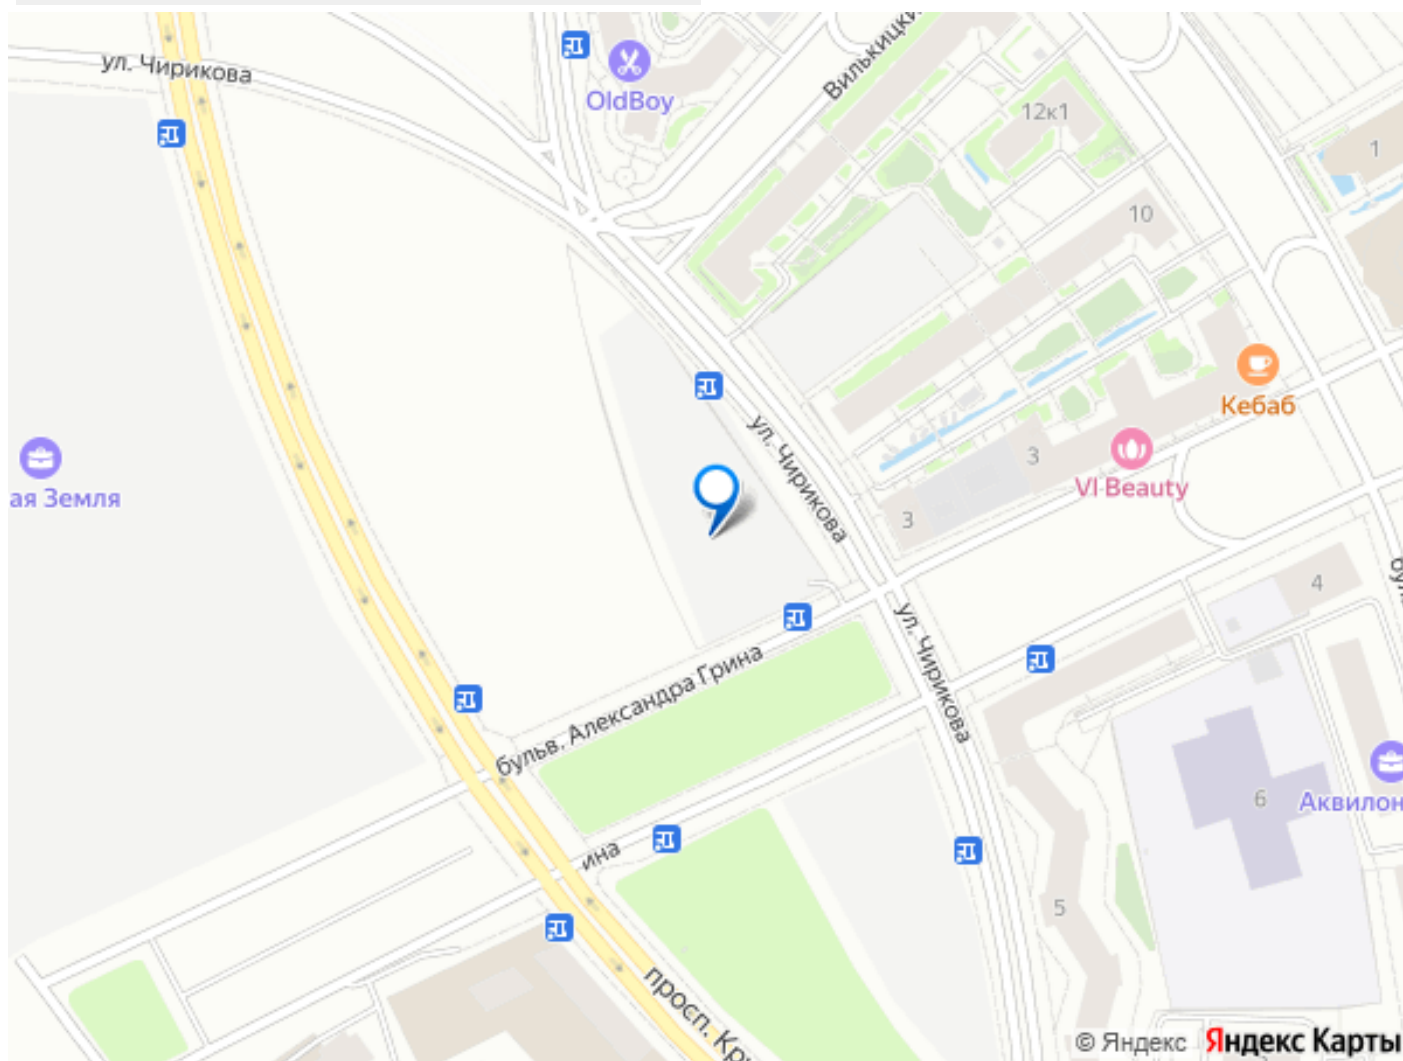 ул. Чирикова
OldBoy
Вилькицки
12к1
1
10
Кебаб
ул. Чирикова
3
VI Beauty
ая Земля
3
4
ул. Чирикова
бульв. Александра Грина
6
Аквилон
ина
5
просп. Кр
© Яндекс Яндекс Карты